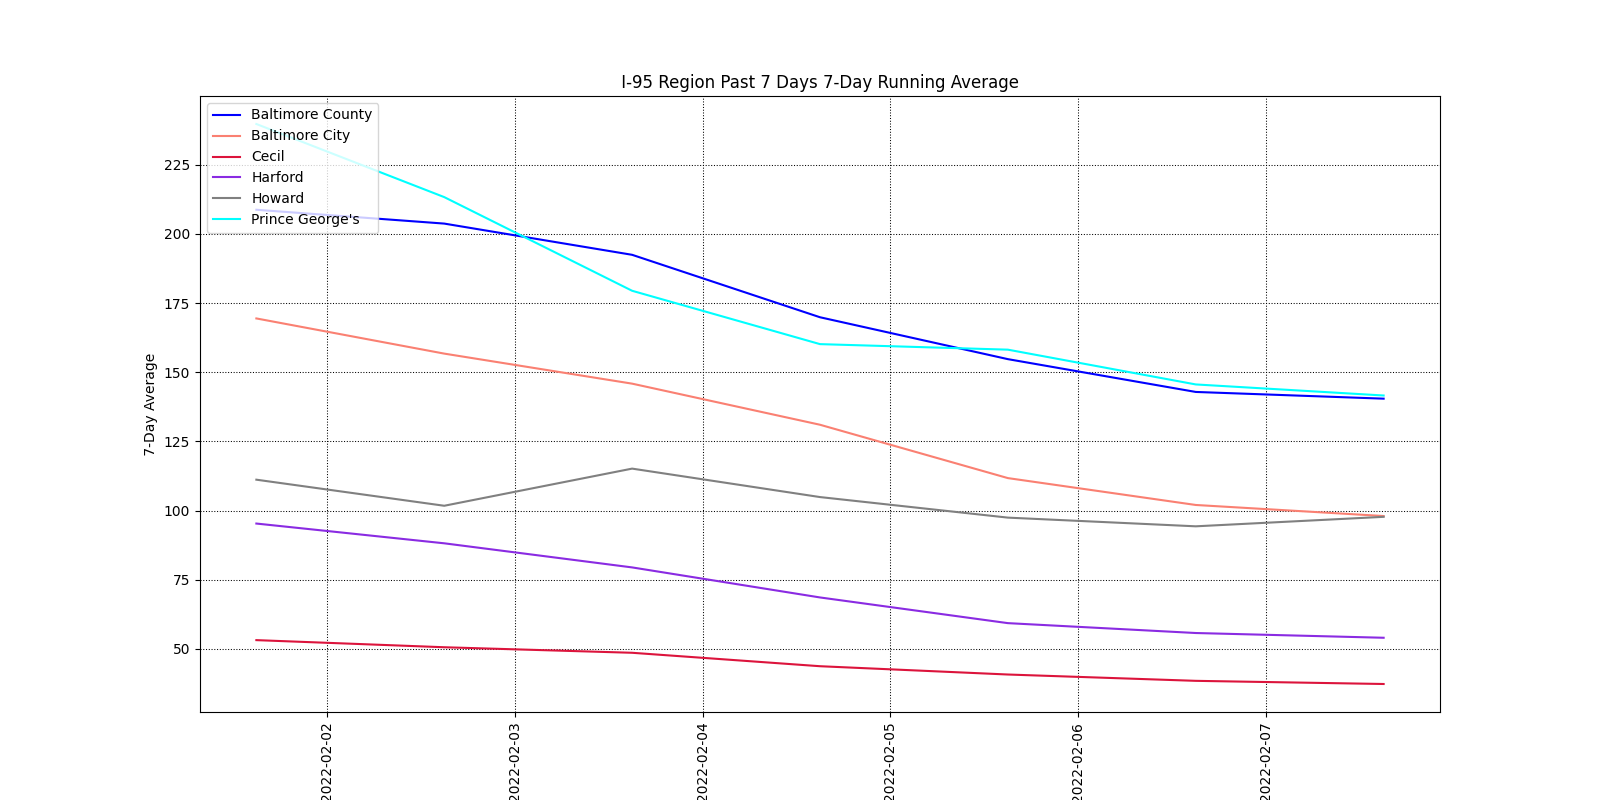 I-95 Region Past 7 Days 7-Day Running Average
Baltimore County
Baltimore City
Cecil
Harford
Howard
Prince George's
7-Day Average
225
200
175
150
125
100
75
50
2022-02-02
2022-02-03
2022-02-04
2022-02-05
2022-02-06
2022-02-07